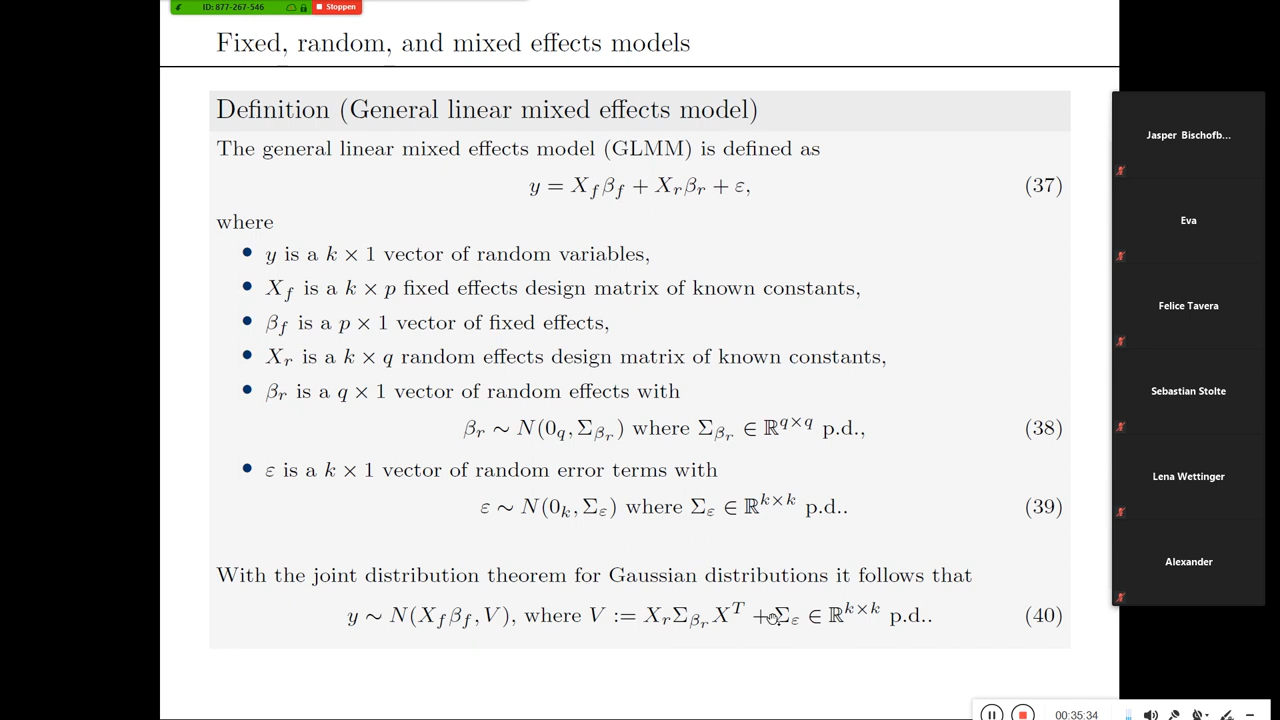 ID: 877-267-546 Stoppen
Fixed, random, and mixed effects models
Definition (General linear mixed effects model)
The general linear mixed effects model (GLMM) is defined as
y = X_f β_f + X_r β_r + ε, (37)
where
• y is a k × 1 vector of random variables,
• X_f is a k × p fixed effects design matrix of known constants,
• β_f is a p × 1 vector of fixed effects,
• X_r is a k × q random effects design matrix of known constants,
• β_r is a q × 1 vector of random effects with
β_r ∼ N(0_q, Σ_{β_r}) where Σ_{β_r} ∈ ℝ^{q×q} p.d., (38)
• ε is a k × 1 vector of random error terms with
ε ∼ N(0_k, Σ_ε) where Σ_ε ∈ ℝ^{k×k} p.d.. (39)
With the joint distribution theorem for Gaussian distributions it follows that
y ∼ N(X_f β_f, V), where V := X_r Σ_{β_r} X^T + Σ_ε ∈ ℝ^{k×k} p.d.. (40)
Jasper Bischofb...
Eva
Felice Tavera
Sebastian Stolte
Lena Wettinger
Alexander
00:35:34